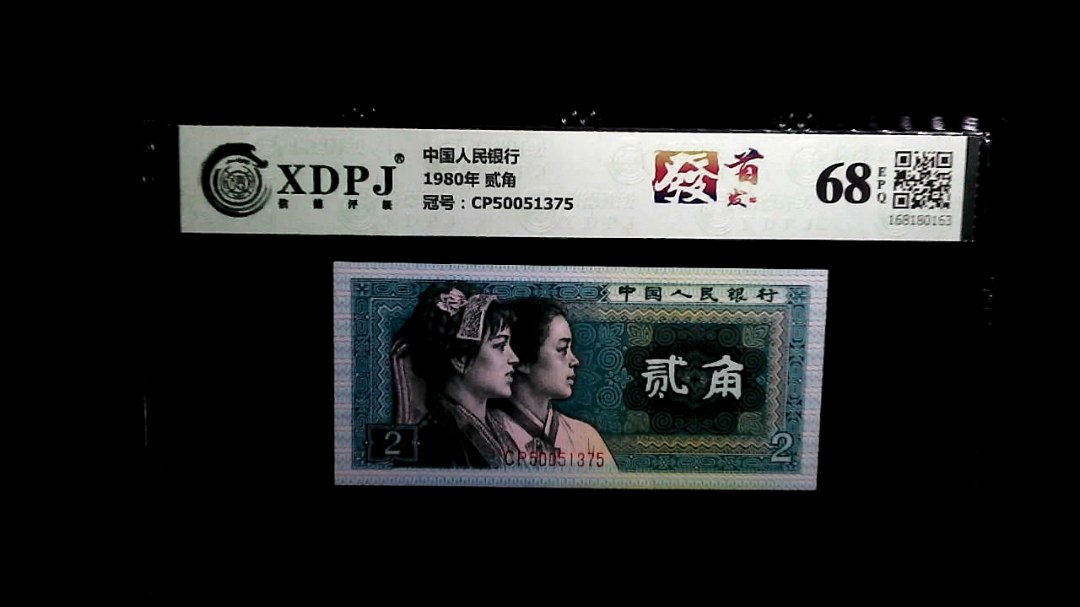 XDPJ®
中国人民银行
1980年 贰角
冠号：CP50051375
發
首
发
68
EPQ
168180163
中国人民银行
贰角
2
2
CP50051375